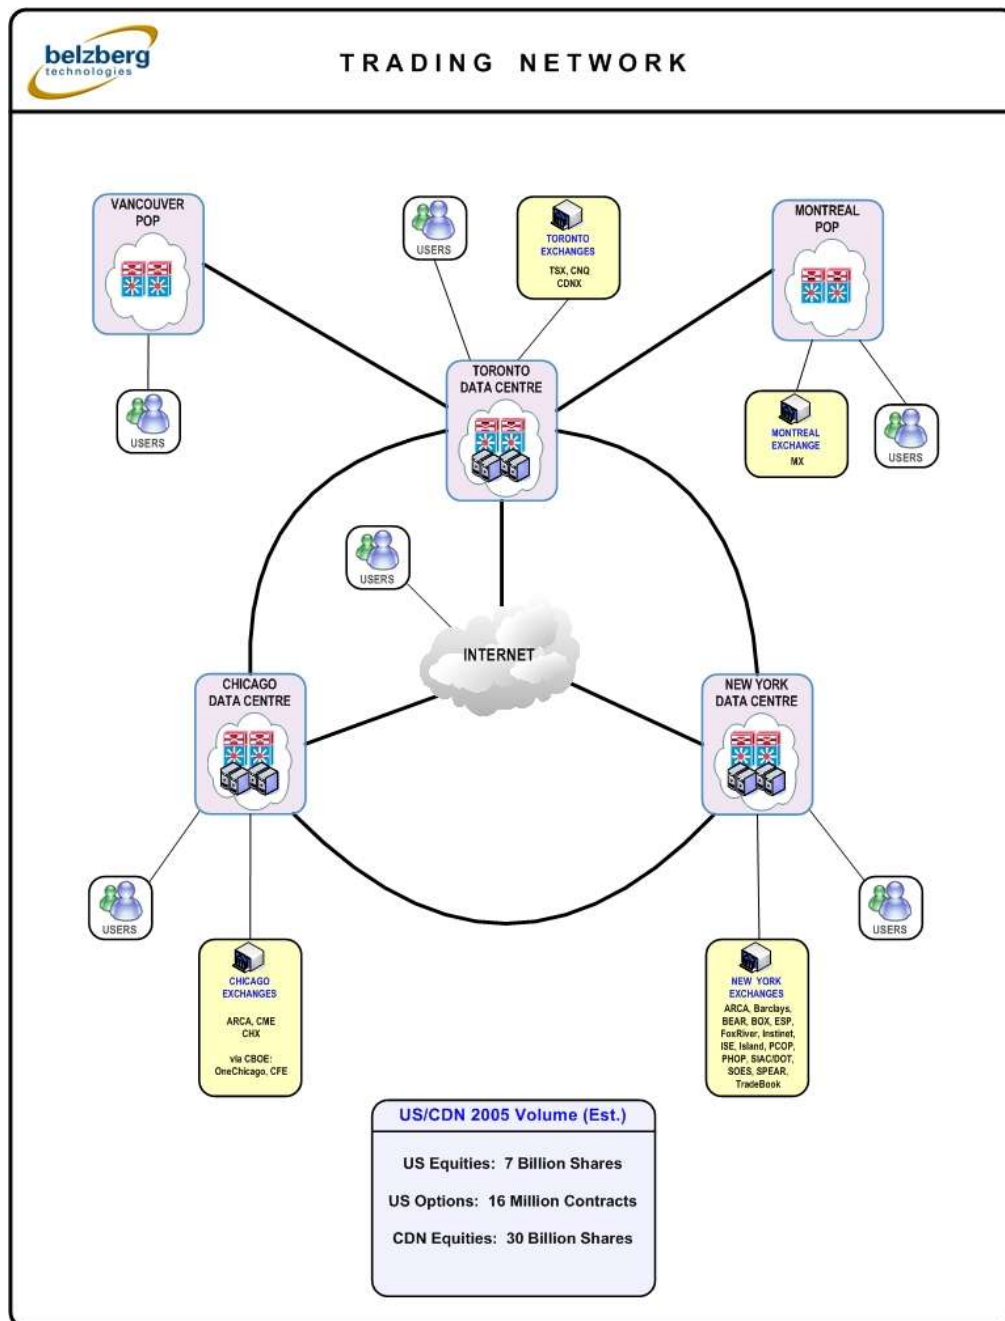 belzberg
technologies
TRADING NETWORK
VANCOUVER
POP
USERS
USERS
TORONTO
EXCHANGES
TSX, CNQ
CDNX
MONTREAL
POP
TORONTO
DATA CENTRE
MONTREAL
EXCHANGE
MX
USERS
USERS
INTERNET
CHICAGO
DATA CENTRE
NEW YORK
DATA CENTRE
USERS
USERS
CHICAGO
EXCHANGES
ARCA, CME
CHX
via CBOE:
OneChicago, CFE
NEW YORK
EXCHANGES
ARCA, Barclays,
BEAR, BOX, ESP,
FoxRiver, Instinet,
ISE, Island, PCOP,
PHOP, SIAC/DOT,
SOES, SPEAR,
TradeBook
US/CDN 2005 Volume (Est.)
US Equities: 7 Billion Shares
US Options: 16 Million Contracts
CDN Equities: 30 Billion Shares